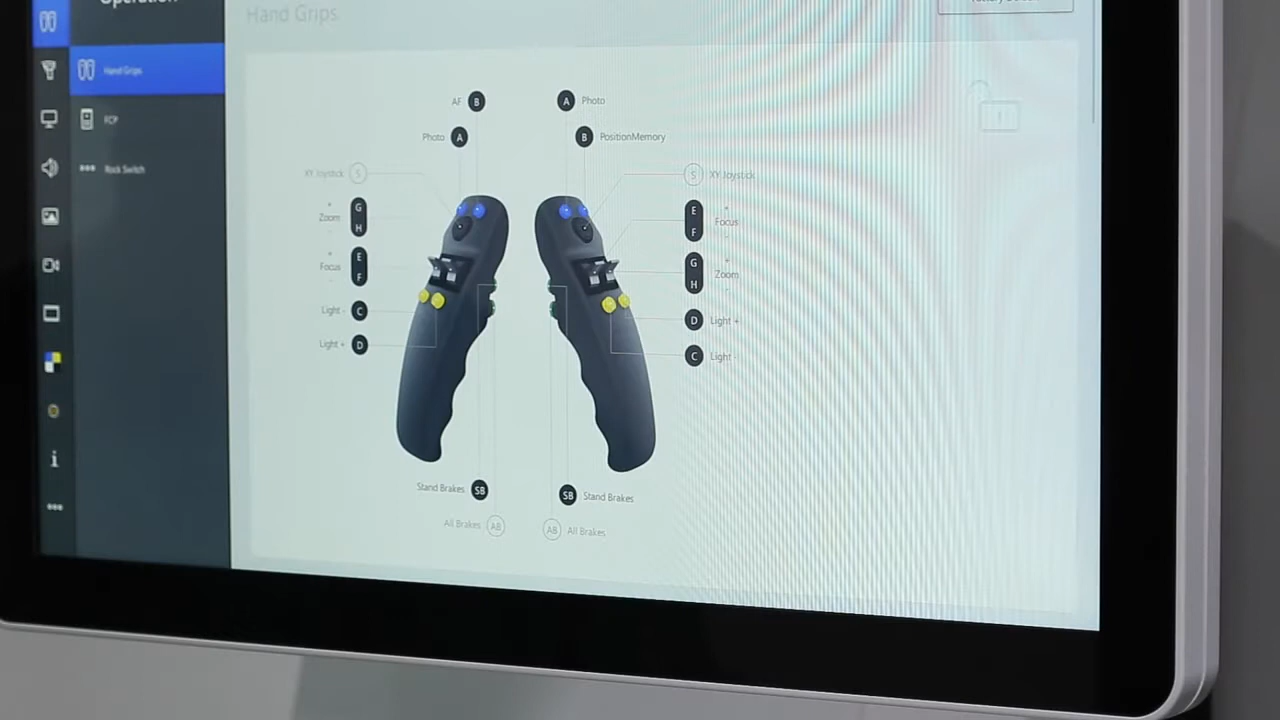 Operation
Hand Grips
Hand Grips
FCP
Rock Switch
AF B
A Photo
Photo A
B PositionMemory
XY Joystick S
S XY Joystick
+
Zoom
-
G
H
E
F
+
Focus
-
+
Focus
-
E
F
G
H
+
Zoom
-
Light - C
D Light +
Light + D
C Light -
Stand Brakes SB
SB Stand Brakes
All Brakes AB
AB All Brakes